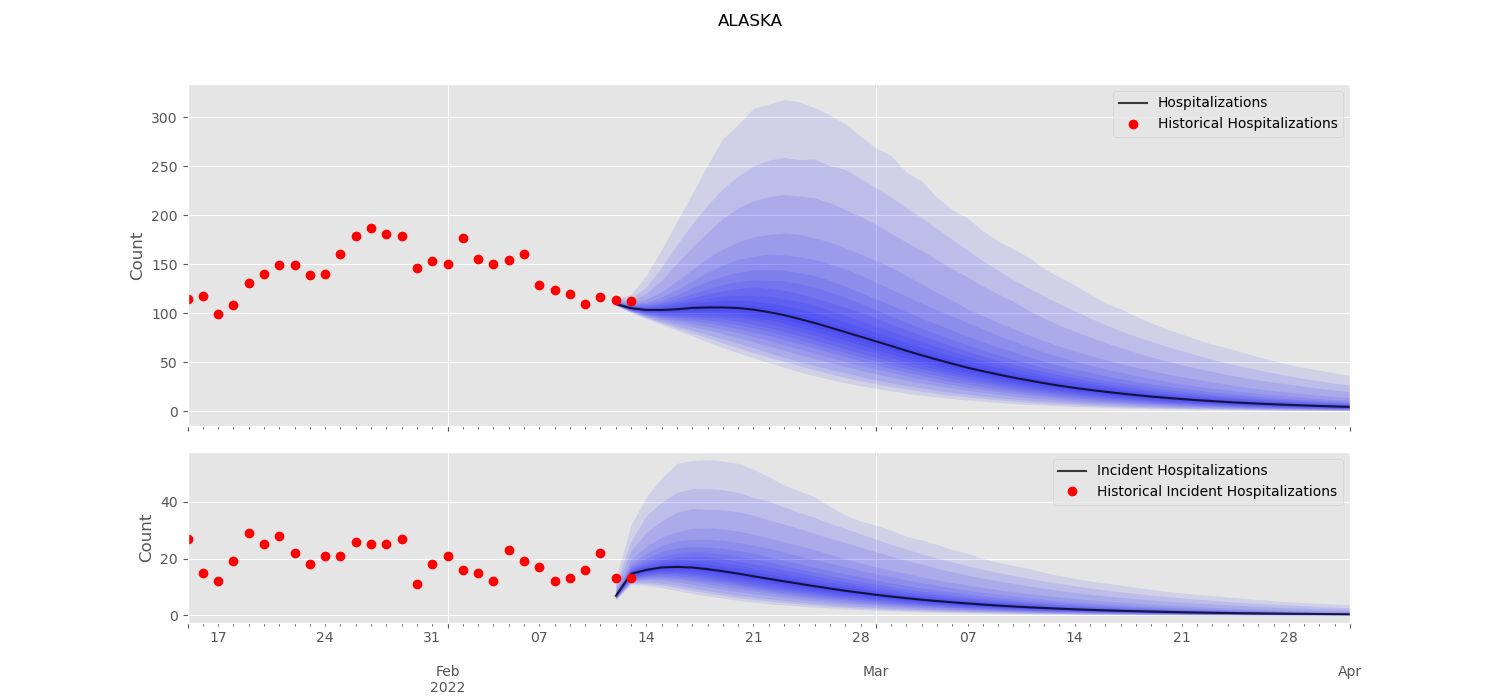 ALASKA
300
250
200
150
100
50
0
Count
Hospitalizations
Historical Hospitalizations
40
20
0
Count
Incident Hospitalizations
Historical Incident Hospitalizations
17 24 31 07 14 21 28 07 14 21 28
Feb Mar Apr
2022